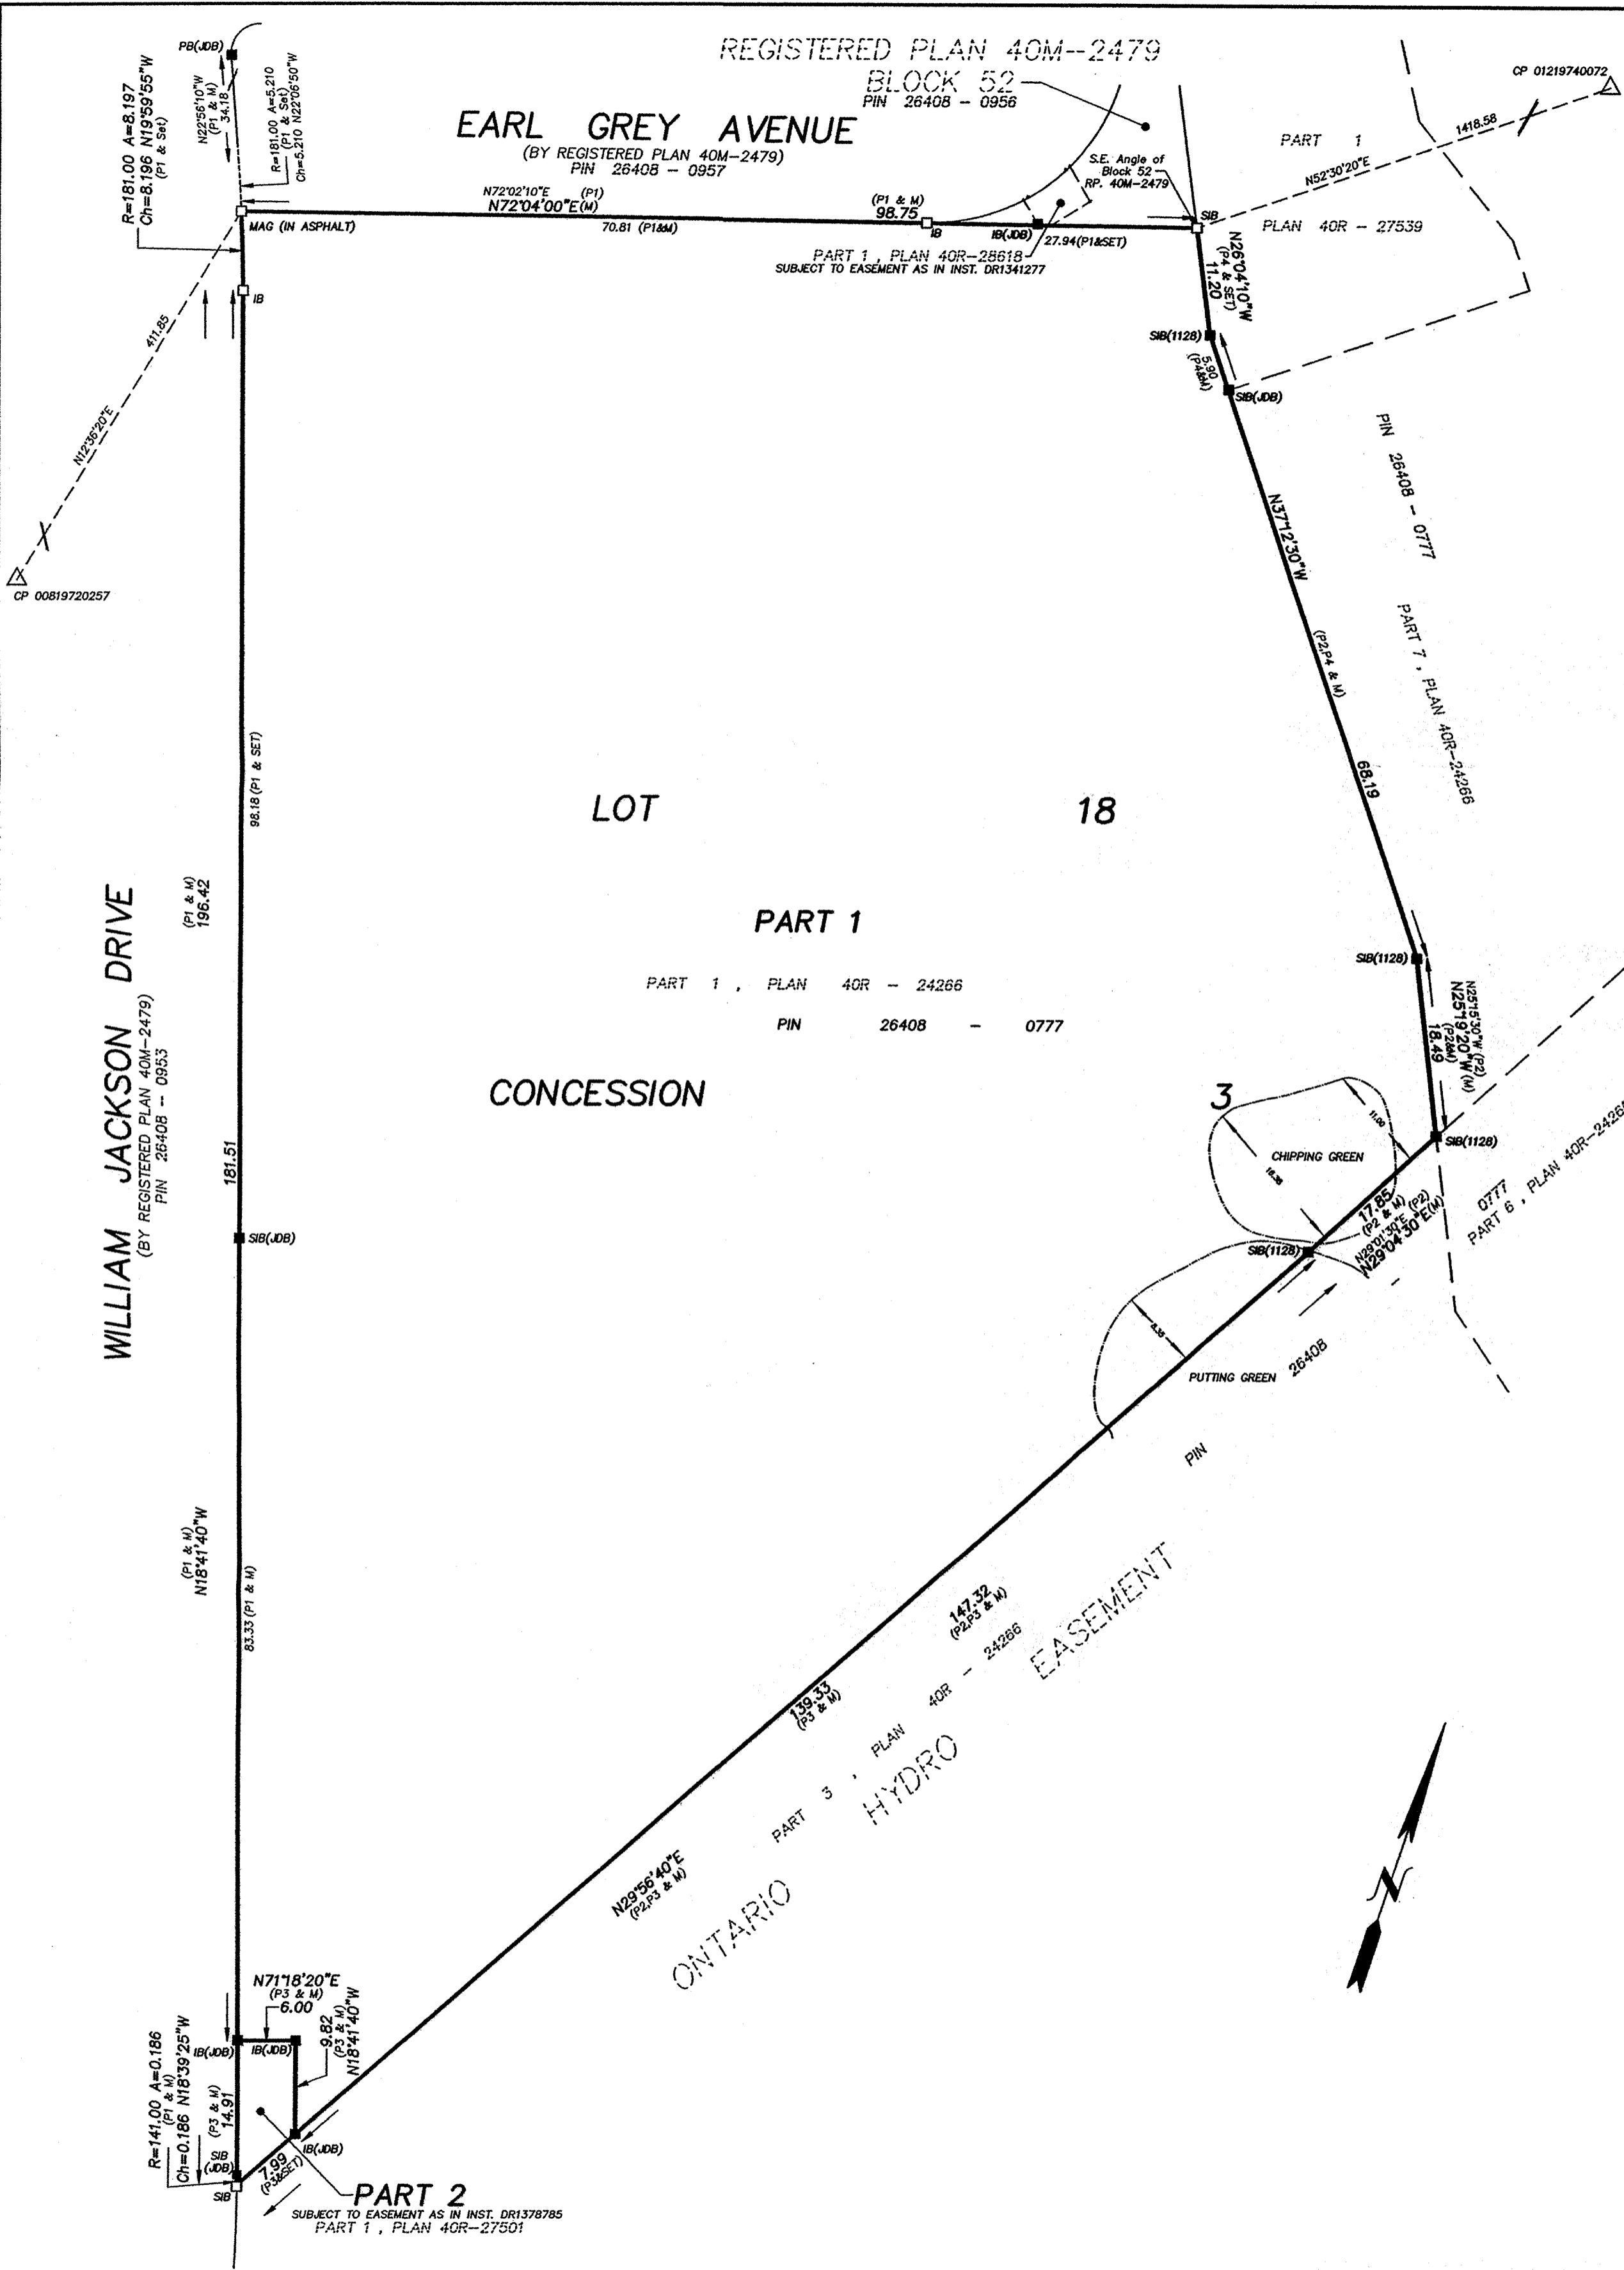 REGISTERED PLAN 40M-2479
BLOCK 52
PIN 26408 - 0956
CP 01219740072
1418.58
N52°30'20"E
PART 1
PLAN 40R - 27539
PB(JDB)
N22°56'10"W
(P1 & M)
34.18
R=181.00 A=5.210
(P1 & Set)
Ch=5.210 N22°06'50"W
R=181.00 A=8.197
Ch=8.196 N19°59'55"W
(P1 & Set)
EARL GREY AVENUE
(BY REGISTERED PLAN 40M-2479)
PIN 26408 - 0957
N72°02'10"E (P1)
N72°04'00"E(M)
(P1 & M)
98.75
S.E. Angle of
Block 52
RP. 40M-2479
SIB
MAG (IN ASPHALT)
70.81 (P1&M)
IB
IB(JDB)
27.94(P1&SET)
PART 1 , PLAN 40R-28618
SUBJECT TO EASEMENT AS IN INST. DR1341277
N26°04'10"W
(P4 & SET)
11.20
SIB(1128)
5.90
(P4&M)
SIB(JDB)
IB
411.85
N12°36'20"E
CP 00819720257
PIN 26408 - 0777
PART 7 , PLAN 40R-24266
N37°12'30"W
(P2,P4 & M)
68.19
98.18 (P1 & SET)
LOT 18
(P1 & M)
196.42
WILLIAM JACKSON DRIVE
(BY REGISTERED PLAN 40M-2479)
PIN 26408 - 0953
PART 1
PART 1 , PLAN 40R - 24266
PIN 26408 - 0777
SIB(1128)
N25°15'30"W (P2)
N25°19'20"W (M)
(P2&M)
18.49
CONCESSION 3
11.00
CHIPPING GREEN
SIB(1128)
17.85
(P2 & M)
N29°01'30"E (P2)
N29°04'30"E(M)
0777
PART 6 , PLAN 40R-2426
181.51
SIB(JDB)
SIB(1128)
PUTTING GREEN
26408
PIN
(P1 & M)
N18°41'40"W
83.33 (P1 & M)
147.32
(P2,P3 & M)
139.33
(P3 & M)
PART 3 , PLAN 40R - 24266
ONTARIO HYDRO EASEMENT
N29°56'40"E
(P2,P3 & M)
N
N71°18'20"E
(P3 & M)
6.00
9.82
(P3 & M)
N18°41'40"W
IB(JDB)
IB(JDB)
R=141.00 A=0.186
(P1 & M)
Ch=0.186 N18°39'25"W
(P3 & M)
14.91
SIB
(JDB)
IB(JDB)
7.99
(P3&SET)
SIB
PART 2
SUBJECT TO EASEMENT AS IN INST. DR1378785
PART 1 , PLAN 40R-27501